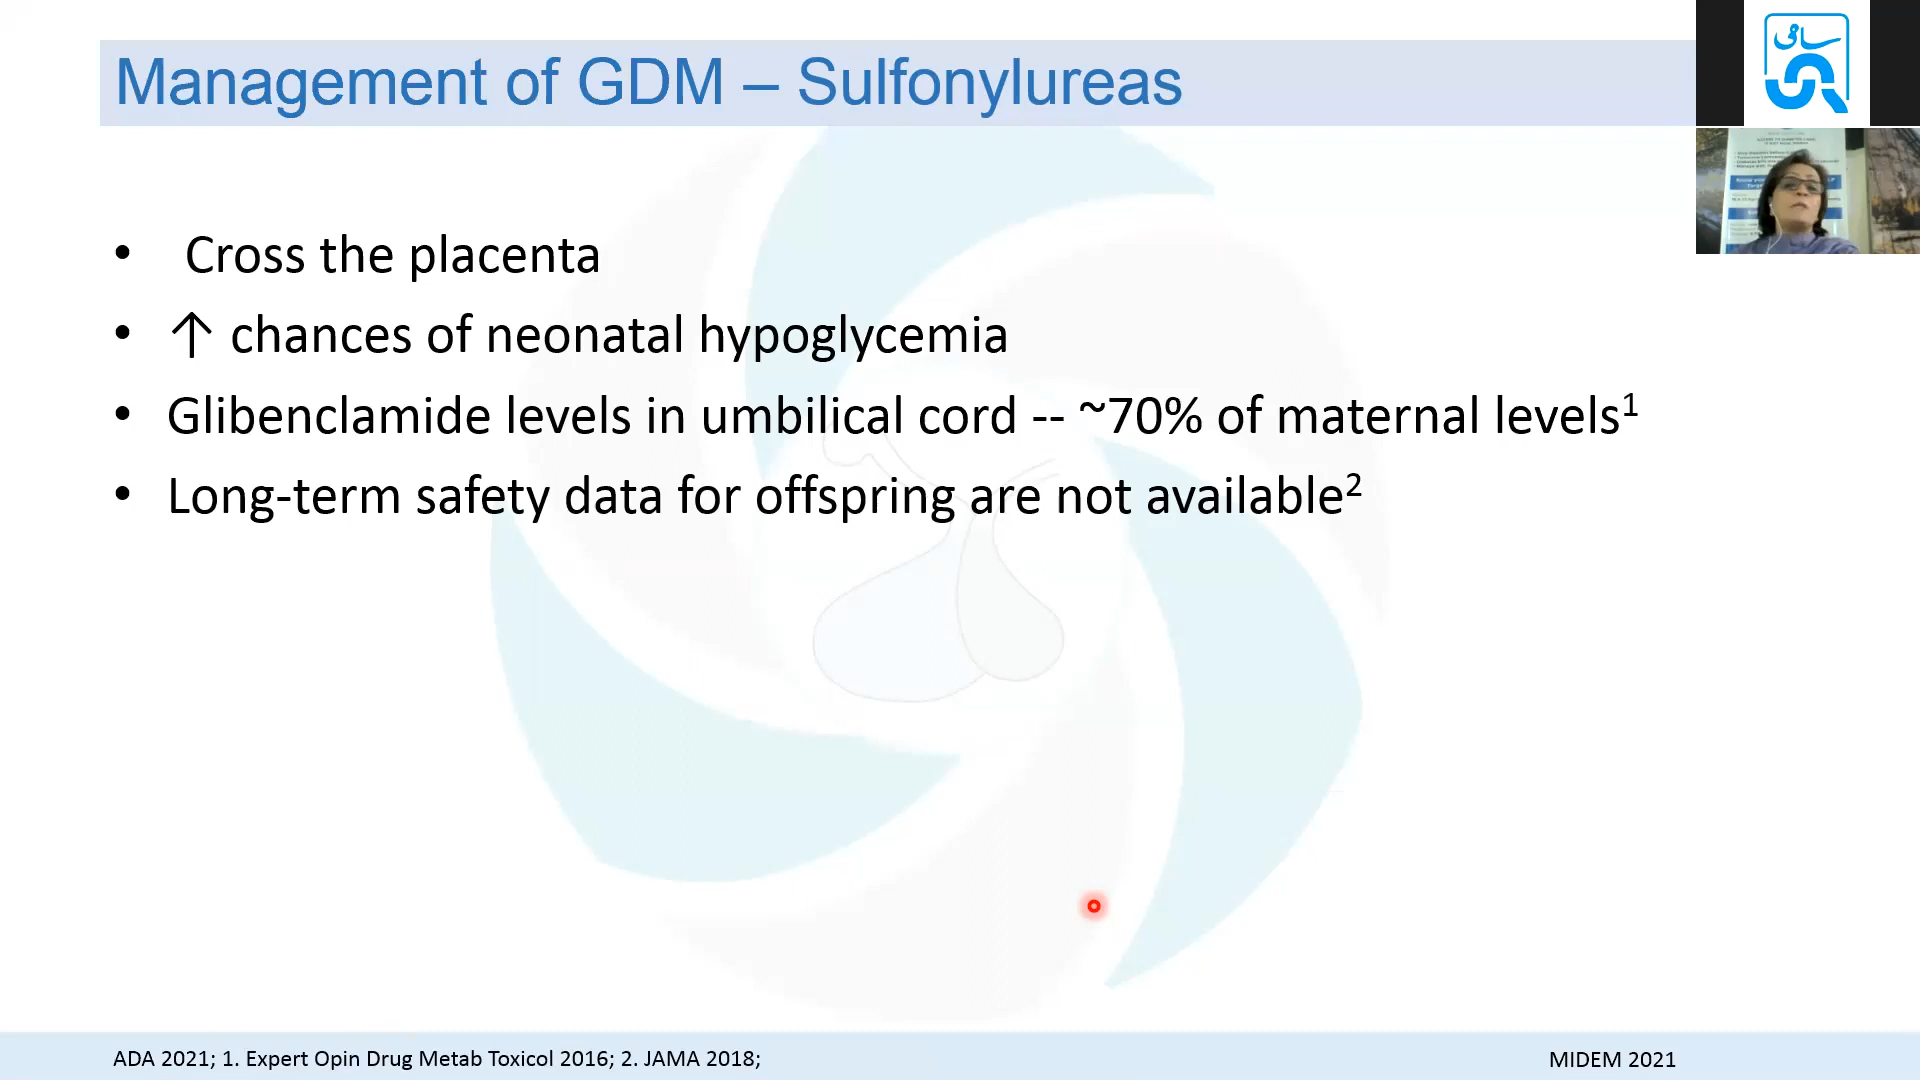 Management of GDM – Sulfonylureas
سافی
• Cross the placenta
• ↑ chances of neonatal hypoglycemia
• Glibenclamide levels in umbilical cord -- ~70% of maternal levels¹
• Long-term safety data for offspring are not available²
ADA 2021; 1. Expert Opin Drug Metab Toxicol 2016; 2. JAMA 2018;
MIDEM 2021